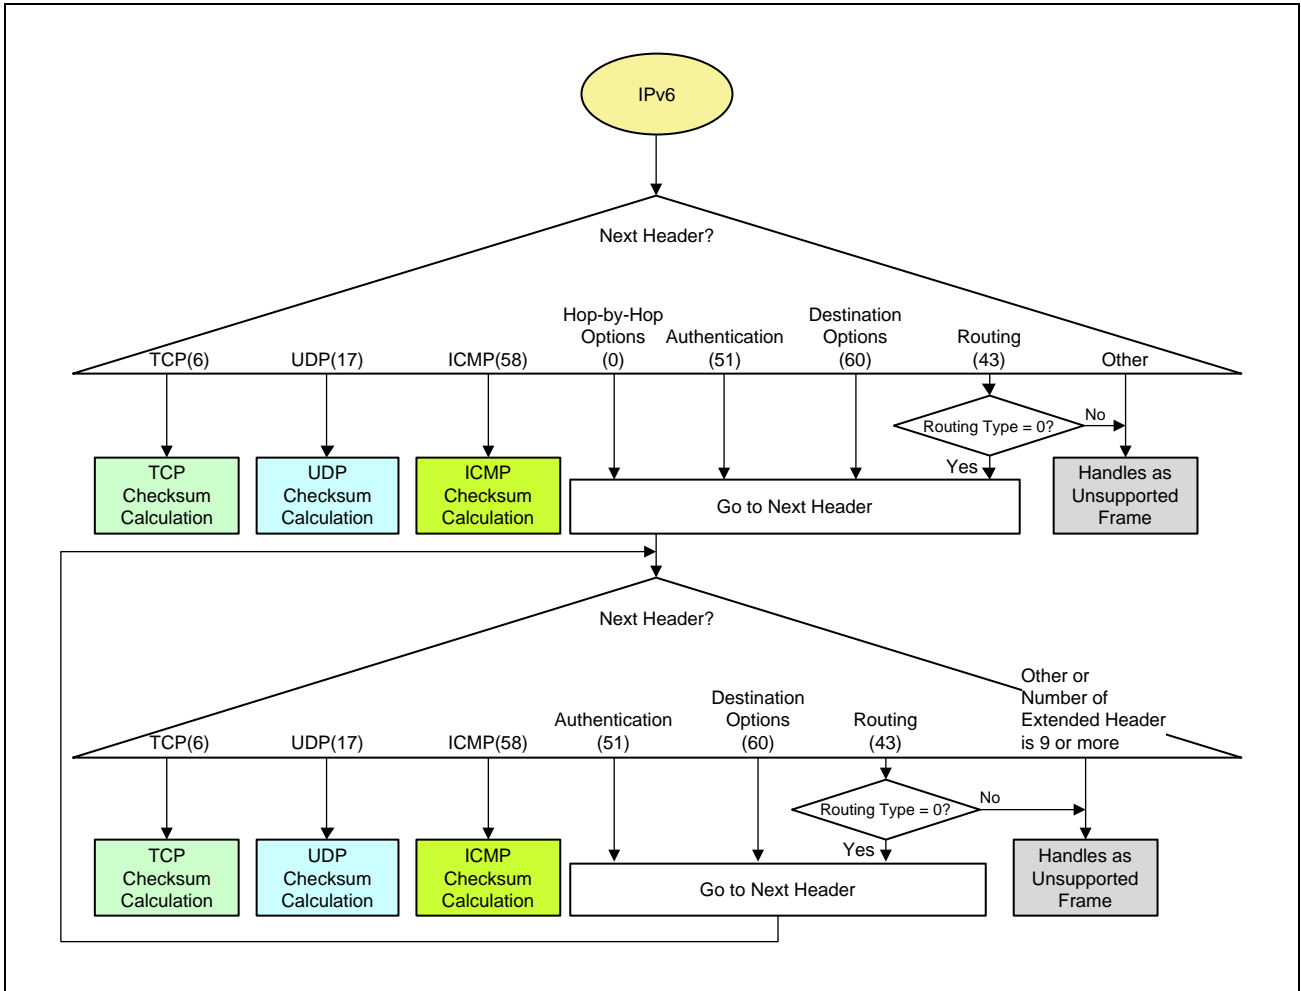 IPv6
Next Header?
Hop-by-Hop
Options
(0)
Authentication
(51)
Destination
Options
(60)
Routing
(43)
TCP(6)
UDP(17)
ICMP(58)
Other
Routing Type = 0?
No
Yes
TCP
Checksum
Calculation
UDP
Checksum
Calculation
ICMP
Checksum
Calculation
Go to Next Header
Handles as
Unsupported
Frame
Next Header?
TCP(6)
UDP(17)
ICMP(58)
Authentication
(51)
Destination
Options
(60)
Routing
(43)
Other or
Number of
Extended Header
is 9 or more
Routing Type = 0?
No
Yes
TCP
Checksum
Calculation
UDP
Checksum
Calculation
ICMP
Checksum
Calculation
Go to Next Header
Handles as
Unsupported
Frame